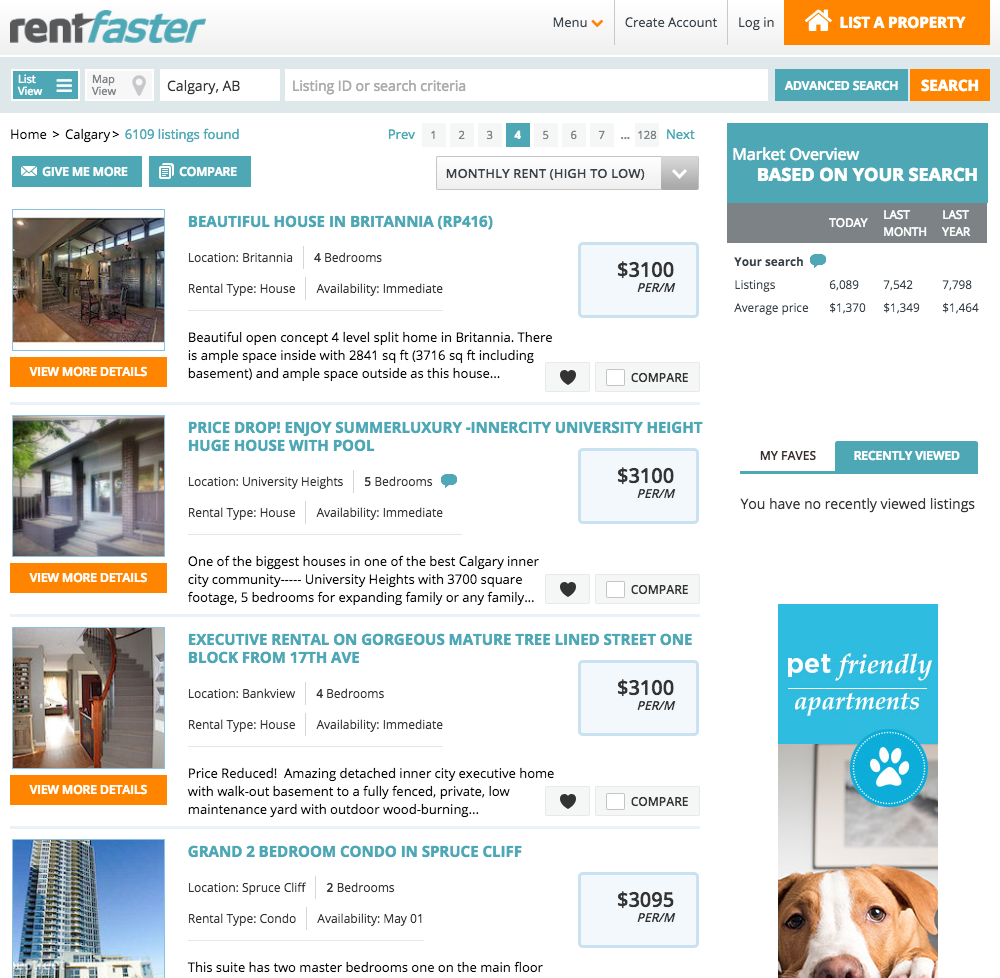 rentfaster
Menu
Create Account
Log in
LIST A PROPERTY
List View
Map View
Calgary, AB
Listing ID or search criteria
ADVANCED SEARCH
SEARCH
Home > Calgary> 6109 listings found
Prev 1 2 3 4 5 6 7 ... 128 Next
GIVE ME MORE
COMPARE
MONTHLY RENT (HIGH TO LOW)
BEAUTIFUL HOUSE IN BRITANNIA (RP416)
Location: Britannia 4 Bedrooms
Rental Type: House Availability: Immediate
$3100
PER/M
Beautiful open concept 4 level split home in Britannia. There
is ample space inside with 2841 sq ft (3716 sq ft including
basement) and ample space outside as this house...
VIEW MORE DETAILS
COMPARE
PRICE DROP! ENJOY SUMMERLUXURY -INNERCITY UNIVERSITY HEIGHT
HUGE HOUSE WITH POOL
Location: University Heights 5 Bedrooms
Rental Type: House Availability: Immediate
$3100
PER/M
One of the biggest houses in one of the best Calgary inner
city community----- University Heights with 3700 square
footage, 5 bedrooms for expanding family or any family...
VIEW MORE DETAILS
COMPARE
EXECUTIVE RENTAL ON GORGEOUS MATURE TREE LINED STREET ONE
BLOCK FROM 17TH AVE
Location: Bankview 4 Bedrooms
Rental Type: House Availability: Immediate
$3100
PER/M
Price Reduced! Amazing detached inner city executive home
with walk-out basement to a fully fenced, private, low
maintenance yard with outdoor wood-burning...
VIEW MORE DETAILS
COMPARE
GRAND 2 BEDROOM CONDO IN SPRUCE CLIFF
Location: Spruce Cliff 2 Bedrooms
Rental Type: Condo Availability: May 01
$3095
PER/M
This suite has two master bedrooms one on the main floor
Market Overview
BASED ON YOUR SEARCH
TODAY LAST MONTH LAST YEAR
Your search
Listings 6,089 7,542 7,798
Average price $1,370 $1,349 $1,464
MY FAVES
RECENTLY VIEWED
You have no recently viewed listings
pet friendly
apartments